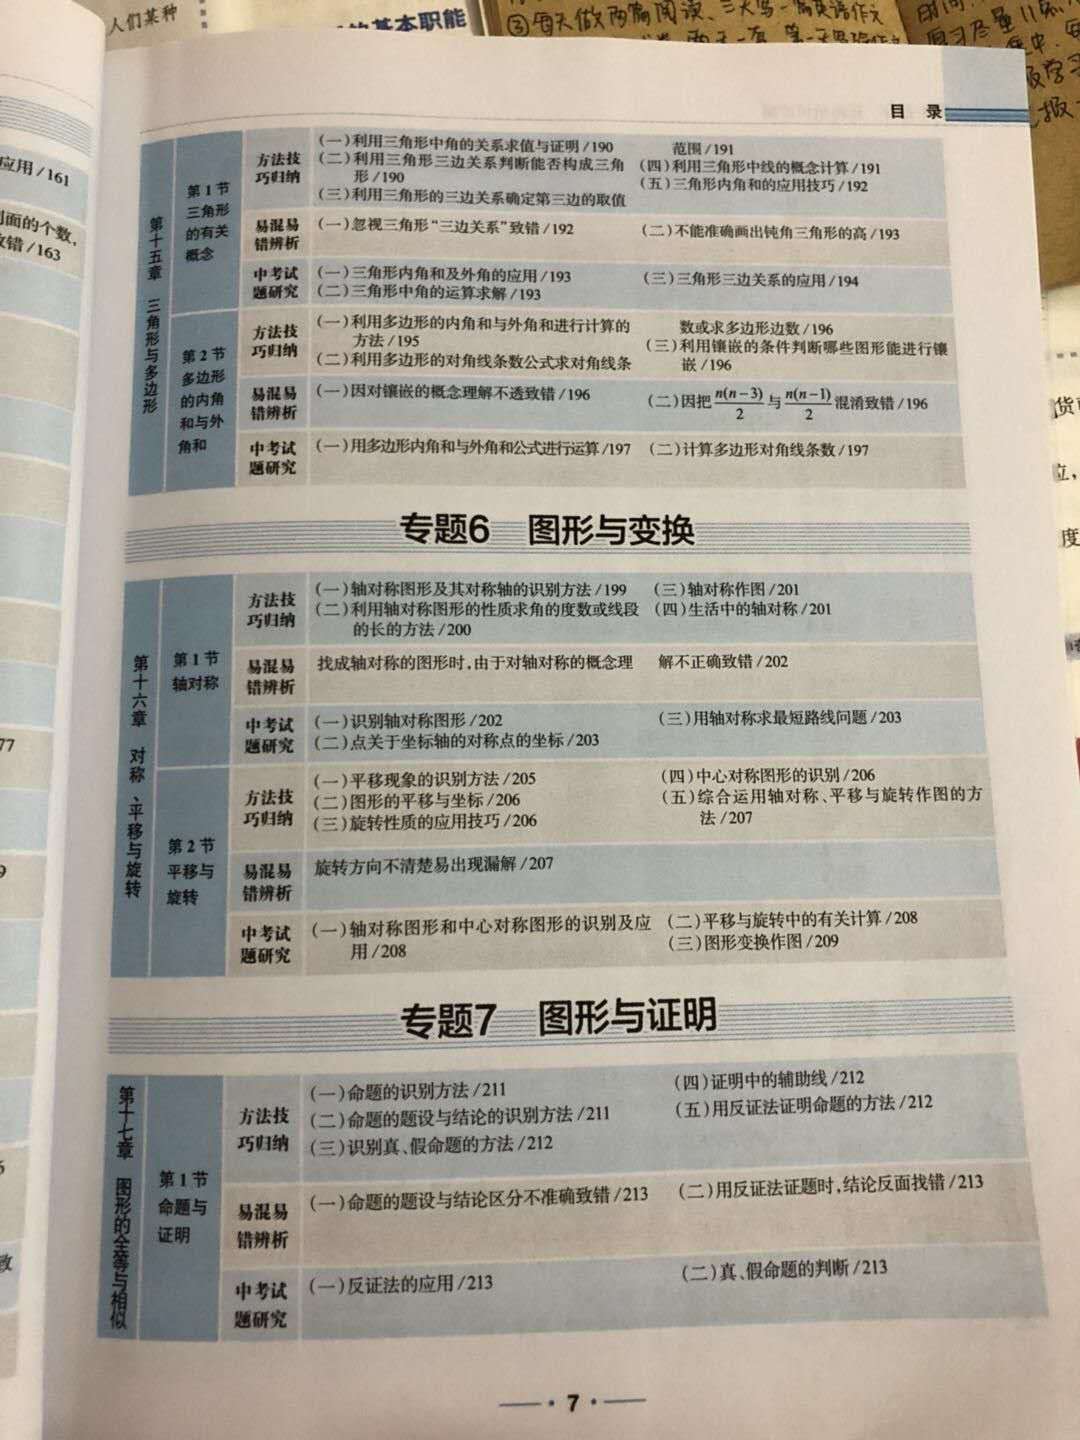 人们某种
的基本职能
③每天做两篇阅读、三天写一篇英语作文
应用/161
面的个数,
致错/163
目 录
第十五章 三角形与多边形
第1节
三角形
的有关
概念
方法技
巧归纳
(一)利用三角形中角的关系求值与证明/190
(二)利用三角形三边关系判断能否构成三角
形/190
(三)利用三角形的三边关系确定第三边的取值
范围/191
(四)利用三角形中线的概念计算/191
(五)三角形内角和的应用技巧/192
易混易
错辨析
(一)忽视三角形“三边关系”致错/192
(二)不能准确画出钝角三角形的高/193
中考试
题研究
(一)三角形内角和及外角的应用/193
(二)三角形中角的运算求解/193
(三)三角形三边关系的应用/194
第2节
多边形
的内角
和与外
角和
方法技
巧归纳
(一)利用多边形的内角和与外角和进行计算的
方法/195
(二)利用多边形的对角线条数公式求对角线条
数或求多边形边数/196
(三)利用镶嵌的条件判断哪些图形能进行镶
嵌/196
易混易
错辨析
(一)因对镶嵌的概念理解不透致错/196
(二)因把n(n-3)/2与n(n-1)/2混淆致错/196
中考试
题研究
(一)用多边形内角和与外角和公式进行运算/197
(二)计算多边形对角线条数/197
专题6 图形与变换
第十六章 对称、平移与旋转
第1节
轴对称
方法技
巧归纳
(一)轴对称图形及其对称轴的识别方法/199
(二)利用轴对称图形的性质求角的度数或线段
的长的方法/200
(三)轴对称作图/201
(四)生活中的轴对称/201
易混易
错辨析
找成轴对称的图形时,由于对轴对称的概念理
解不正确致错/202
中考试
题研究
(一)识别轴对称图形/202
(二)点关于坐标轴的对称点的坐标/203
(三)用轴对称求最短路线问题/203
第2节
平移与
旋转
方法技
巧归纳
(一)平移现象的识别方法/205
(二)图形的平移与坐标/206
(三)旋转性质的应用技巧/206
(四)中心对称图形的识别/206
(五)综合运用轴对称、平移与旋转作图的方
法/207
易混易
错辨析
旋转方向不清楚易出现漏解/207
中考试
题研究
(一)轴对称图形和中心对称图形的识别及应
用/208
(二)平移与旋转中的有关计算/208
(三)图形变换作图/209
专题7 图形与证明
第十七章 图形的全等与相似
第1节
命题与
证明
方法技
巧归纳
(一)命题的识别方法/211
(二)命题的题设与结论的识别方法/211
(三)识别真、假命题的方法/212
(四)证明中的辅助线/212
(五)用反证法证明命题的方法/212
易混易
错辨析
(一)命题的题设与结论区分不准确致错/213
(二)用反证法证题时,结论反面找错/213
中考试
题研究
(一)反证法的应用/213
(二)真、假命题的判断/213
7